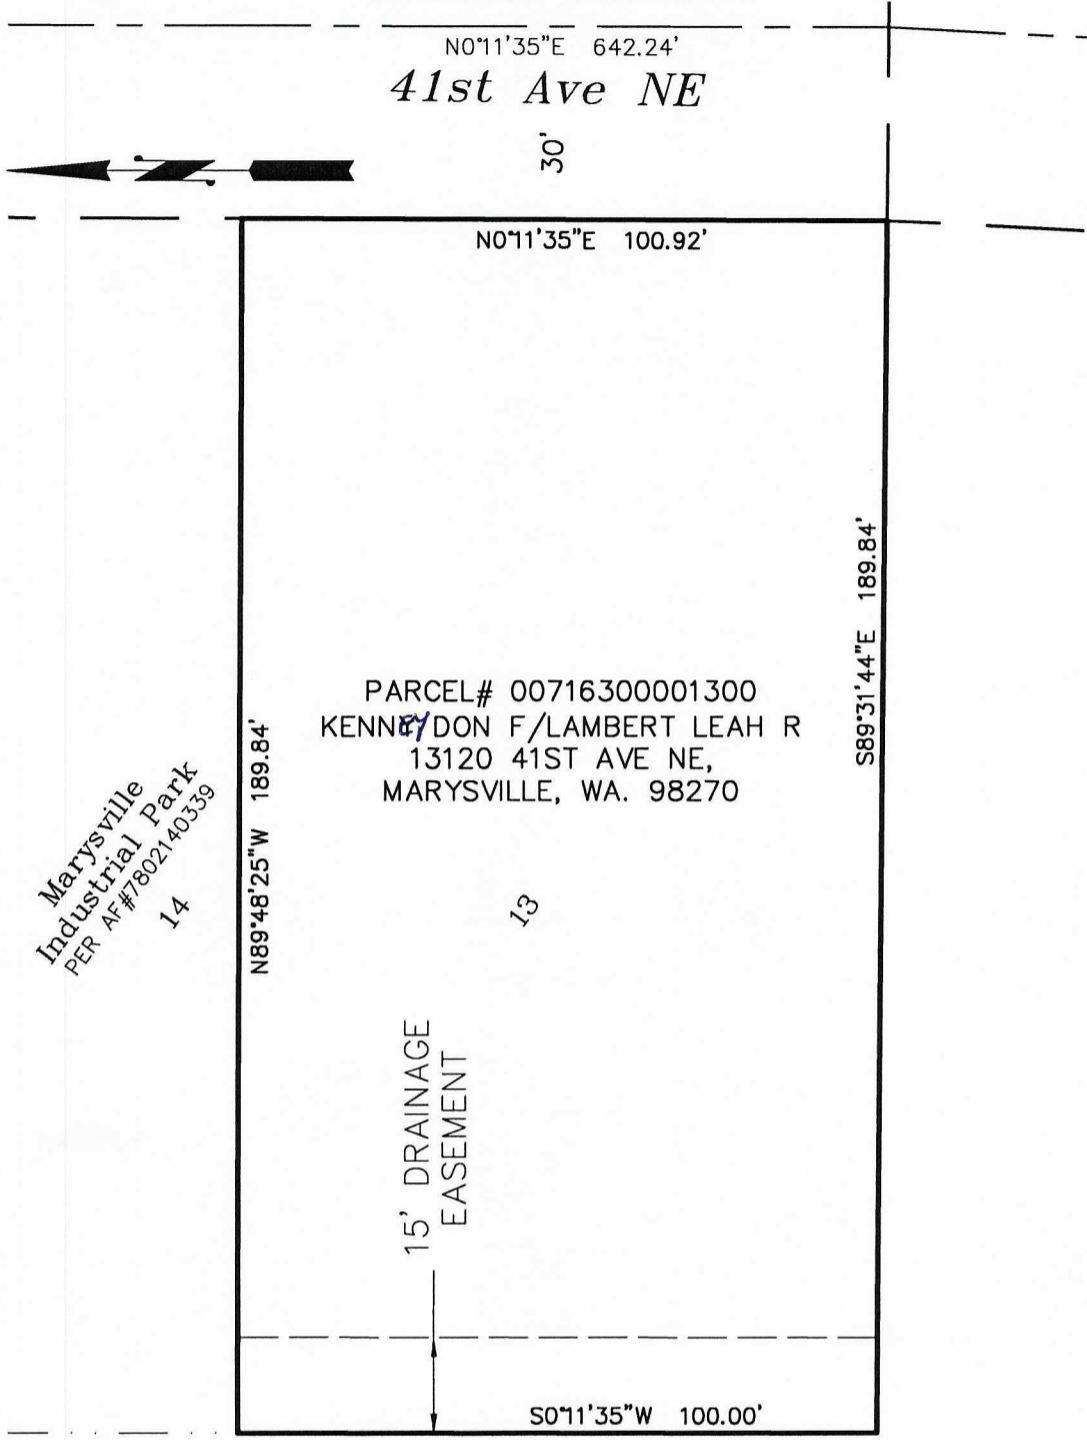 N0°11'35"E 642.24'
41st Ave NE
30'
N0°11'35"E 100.92'
S89°31'44"E 189.84'
PARCEL# 00716300001300
KENNEY DON F/LAMBERT LEAH R
13120 41ST AVE NE,
MARYSVILLE, WA. 98270
N89°48'25"W 189.84'
Marysville
Industrial Park
PER AF#7802140339
14
13
15' DRAINAGE
EASEMENT
S0°11'35"W 100.00'